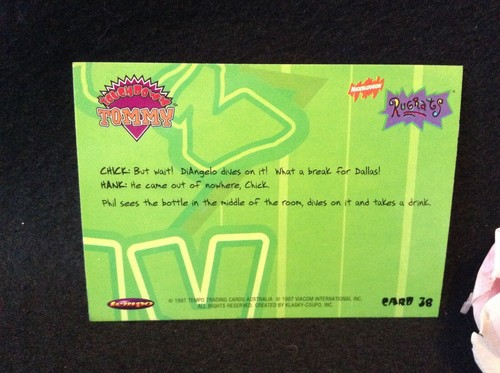 TOUCHDOWN
TOMMY
NICKELODEON
RUGRATS
CHICK: But wait! DiAngelo dives on it! What a break for Dallas!
HANK: He came out of nowhere, Chick.
Phil sees the bottle in the middle of the room, dives on it and takes a drink.
tempo
© 1997 TEMPO TRADING CARDS AUSTRALIA © 1997 VIACOM INTERNATIONAL INC.
ALL RIGHTS RESERVED. CREATED BY KLASKY-CSUPO, INC.
CARD 38